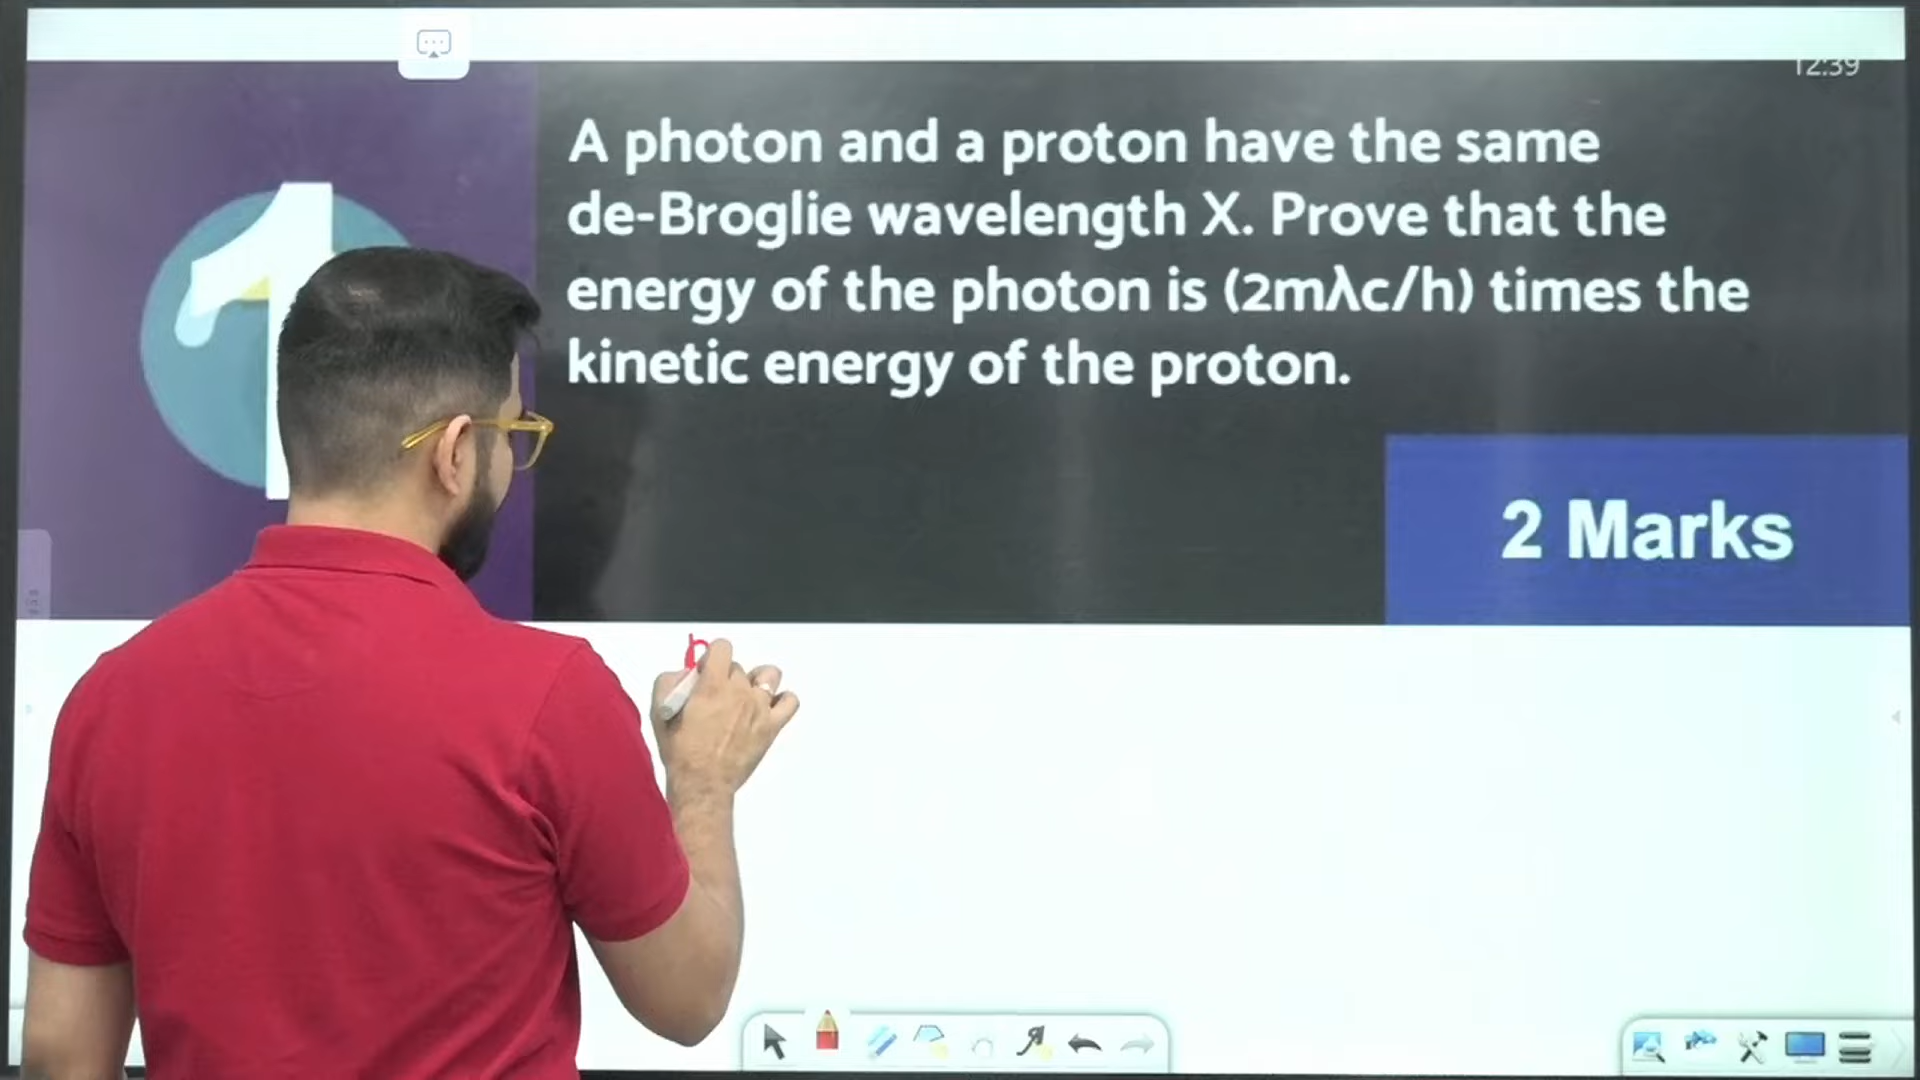 12:39
1
A photon and a proton have the same
de-Broglie wavelength X. Prove that the
energy of the photon is (2mλc/h) times the
kinetic energy of the proton.
2 Marks